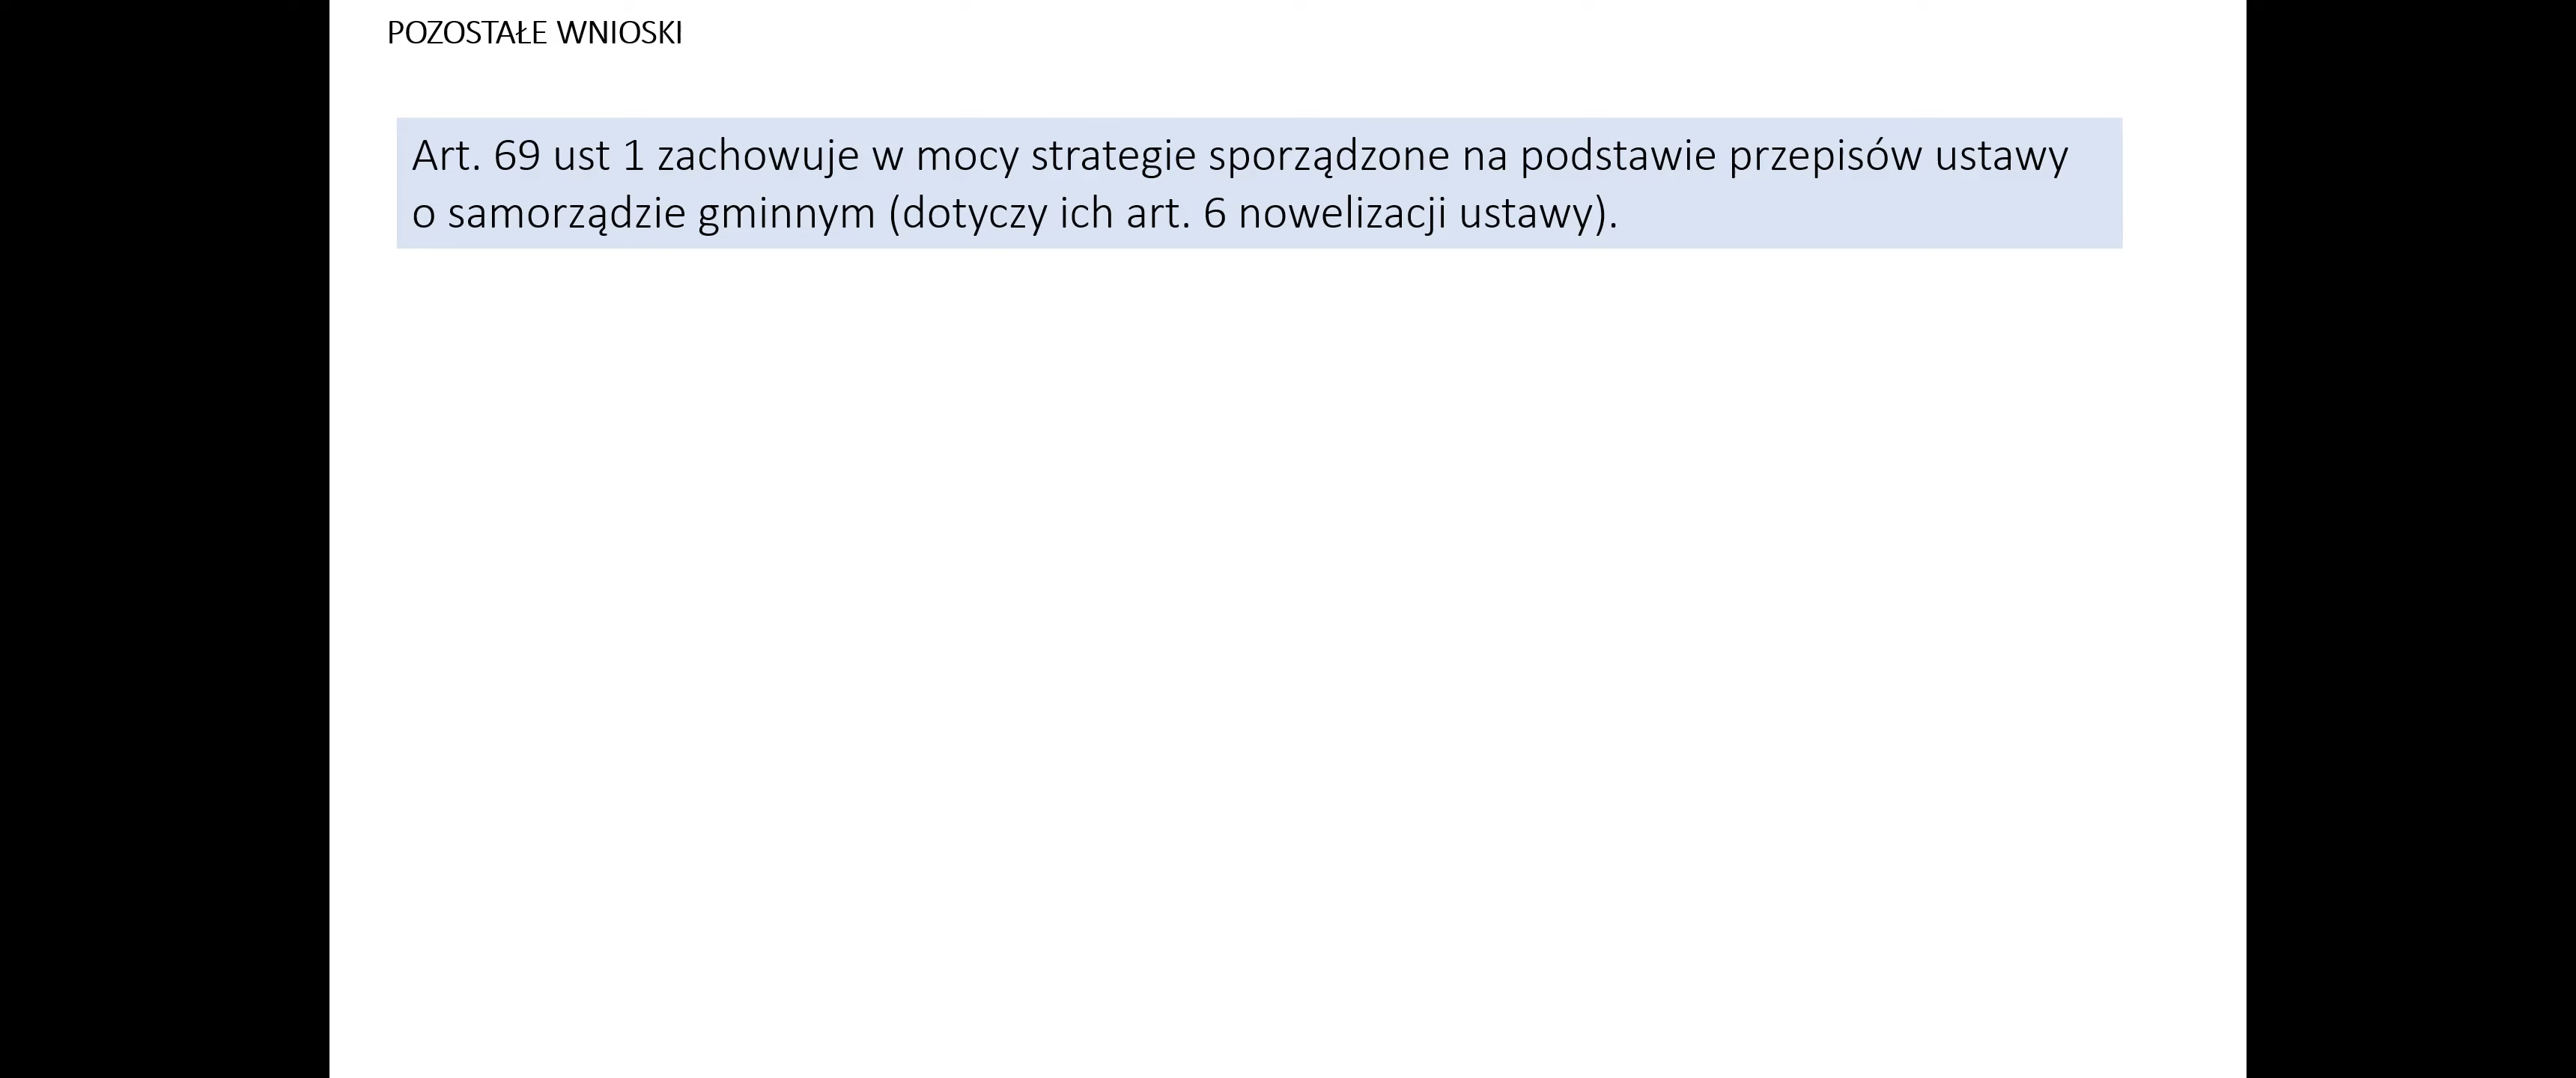 POZOSTAŁE WNIOSKI
Art. 69 ust 1 zachowuje w mocy strategie sporządzone na podstawie przepisów ustawy
o samorządzie gminnym (dotyczy ich art. 6 nowelizacji ustawy).